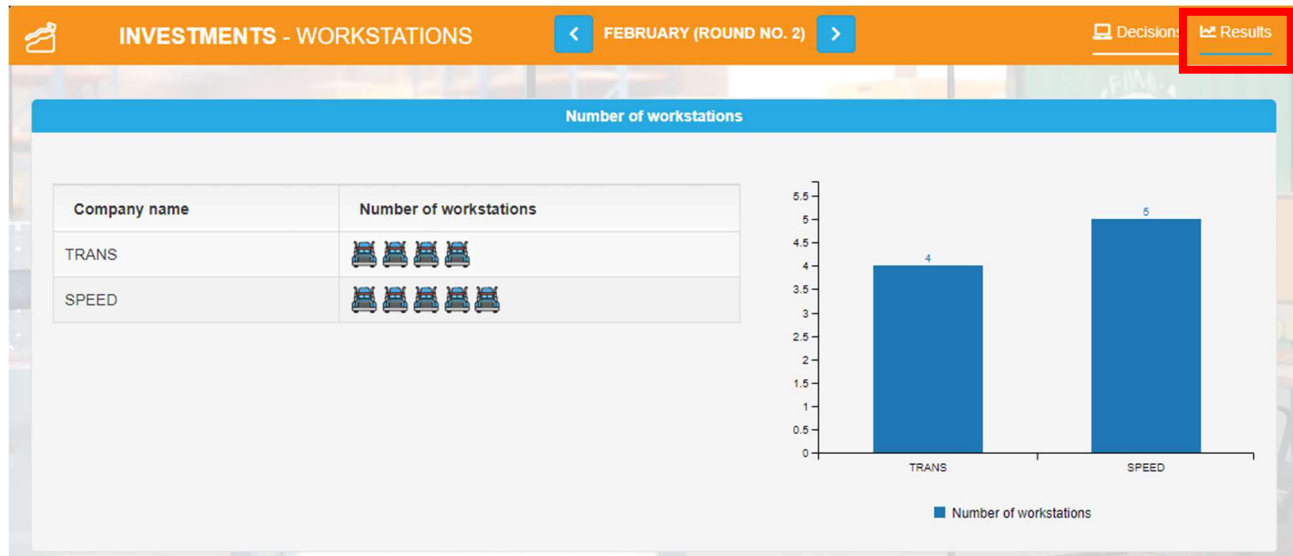 INVESTMENTS - WORKSTATIONS
FEBRUARY (ROUND NO. 2)
Decisions
Results
Number of workstations
Company name Number of workstations
TRANS
SPEED
5.5
5
4.5
4
3.5
3
2.5
2
1.5
1
0.5
0
4
5
TRANS SPEED
Number of workstations